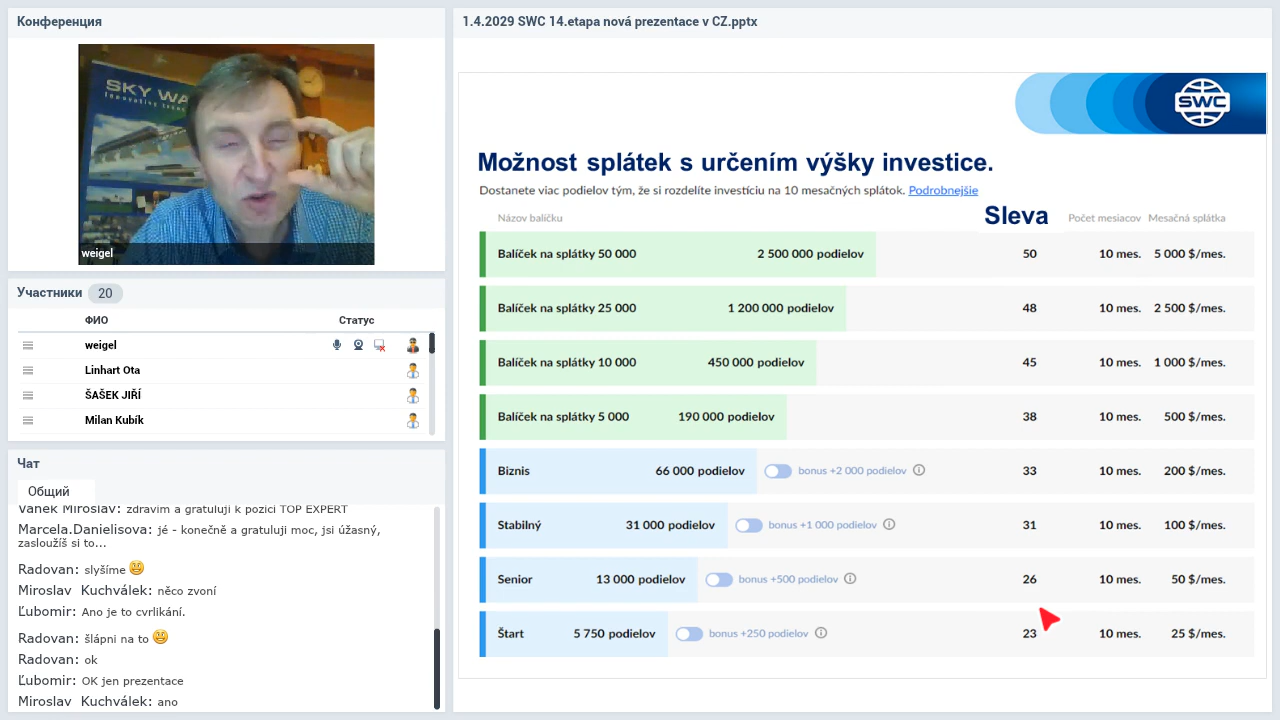 Конференция
SKY WA
Innovative trans
weigel
Участники 20
ФИО Статус
weigel
Linhart Ota
ŠAŠEK JIŘÍ
Milan Kubík
Чат
Общий
Vaněk Miroslav: zdravím a gratuluji k pozici TOP EXPERT
Marcela.Danielisova: jé - konečně a gratuluji moc, jsi úžasný,
zasloužíš si to...
Radovan: slyšíme
Miroslav Kuchválek: něco zvoní
Ľubomir: Ano je to cvrlikání.
Radovan: šlápni na to
Radovan: ok
Ľubomir: OK jen prezentace
Miroslav Kuchválek: ano
1.4.2029 SWC 14.etapa nová prezentace v CZ.pptx
SWC
Možnost splátek s určením výšky investice.
Dostanete viac podielov tým, že si rozdelíte investíciu na 10 mesačných splátok. Podrobnejšie
Názov balíčku Sleva Počet mesiacov Mesačná splátka
Balíček na splátky 50 000 2 500 000 podielov 50 10 mes. 5 000 $/mes.
Balíček na splátky 25 000 1 200 000 podielov 48 10 mes. 2 500 $/mes.
Balíček na splátky 10 000 450 000 podielov 45 10 mes. 1 000 $/mes.
Balíček na splátky 5 000 190 000 podielov 38 10 mes. 500 $/mes.
Biznis 66 000 podielov bonus +2 000 podielov 33 10 mes. 200 $/mes.
Stabilný 31 000 podielov bonus +1 000 podielov 31 10 mes. 100 $/mes.
Senior 13 000 podielov bonus +500 podielov 26 10 mes. 50 $/mes.
Štart 5 750 podielov bonus +250 podielov 23 10 mes. 25 $/mes.